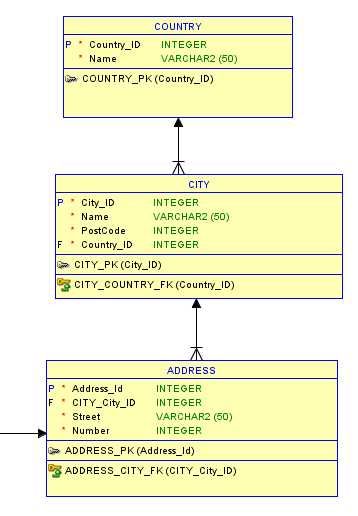 COUNTRY
P * Country_ID INTEGER
* Name VARCHAR2 (50)
COUNTRY_PK (Country_ID)
CITY
P * City_ID INTEGER
* Name VARCHAR2 (50)
* PostCode INTEGER
F * Country_ID INTEGER
CITY_PK (City_ID)
CITY_COUNTRY_FK (Country_ID)
ADDRESS
P * Address_Id INTEGER
F * CITY_City_ID INTEGER
* Street VARCHAR2 (50)
* Number INTEGER
ADDRESS_PK (Address_Id)
ADDRESS_CITY_FK (CITY_City_ID)